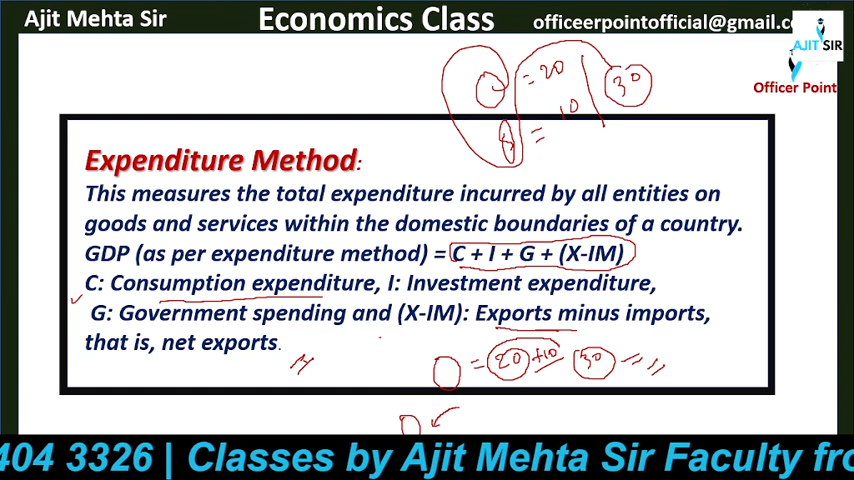 Ajit Mehta Sir
Economics Class
officeerpointofficial@gmail.co
AJIT SIR
Officer Point
= 20
30
= 10
Expenditure Method:
This measures the total expenditure incurred by all entities on
goods and services within the domestic boundaries of a country.
GDP (as per expenditure method) = C + I + G + (X-IM)
C: Consumption expenditure, I: Investment expenditure,
G: Government spending and (X-IM): Exports minus imports,
that is, net exports.
= 20 +10 30
404 3326 | Classes by Ajit Mehta Sir Faculty fro